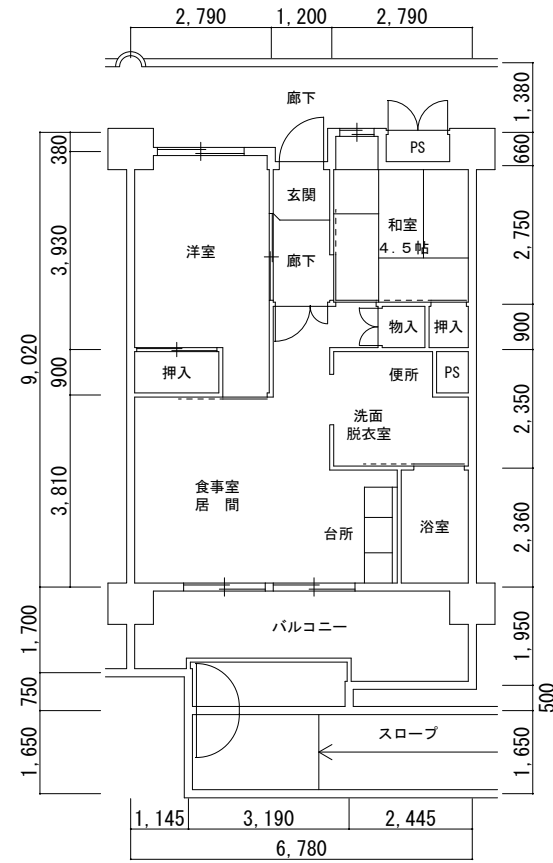 2,790
1,200
2,790
廊下
1,380
380
PS
660
玄関
和室
4.5帖
2,750
3,930
洋室
廊下
物入
押入
900
9,020
900
押入
便所
PS
洗面
脱衣室
2,350
3,810
食事室
居 間
台所
浴室
2,360
1,700
バルコニー
1,950
750
500
スロープ
1,650
1,650
1,145
3,190
2,445
6,780